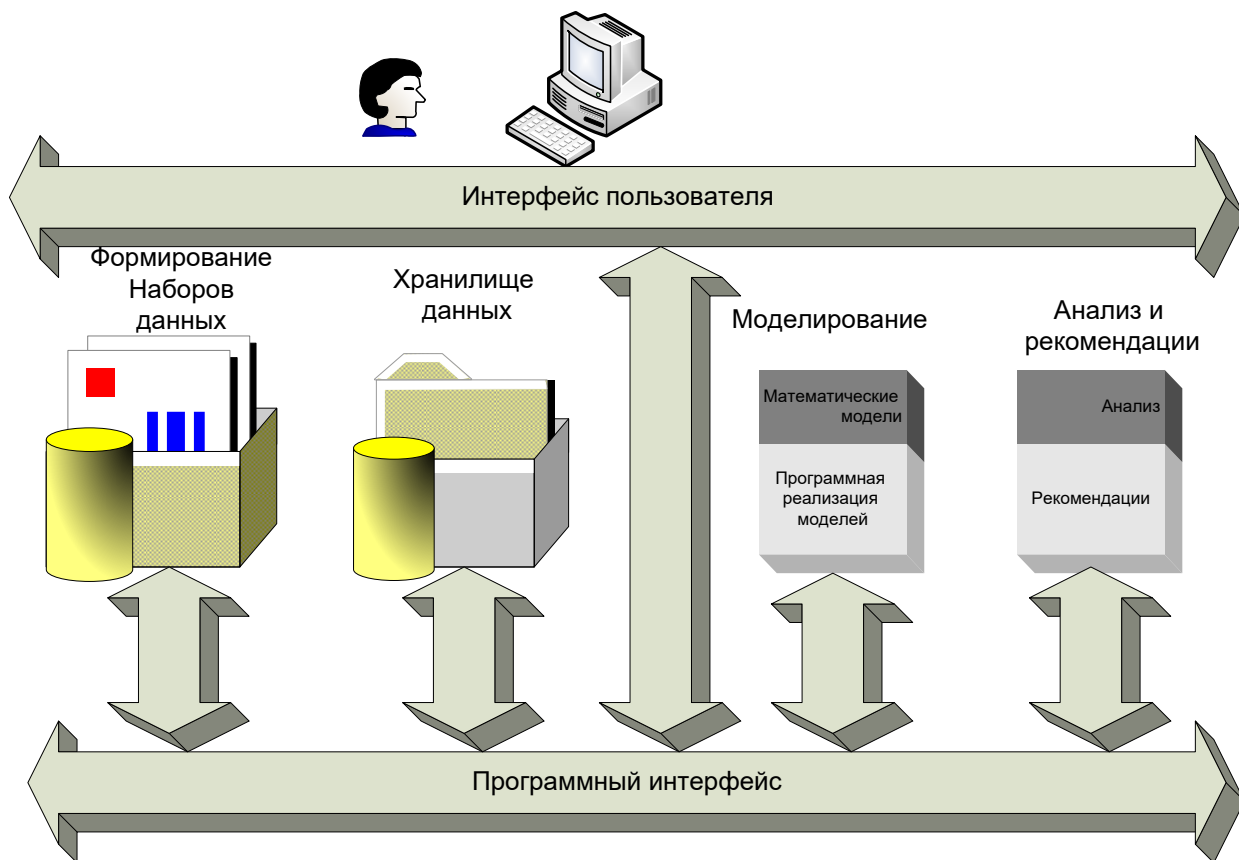 Интерфейс пользователя
Формирование
Наборов
данных
Хранилище
данных
Моделирование
Анализ и
рекомендации
Математические
модели
Программная
реализация
моделей
Анализ
Рекомендации
Программный интерфейс